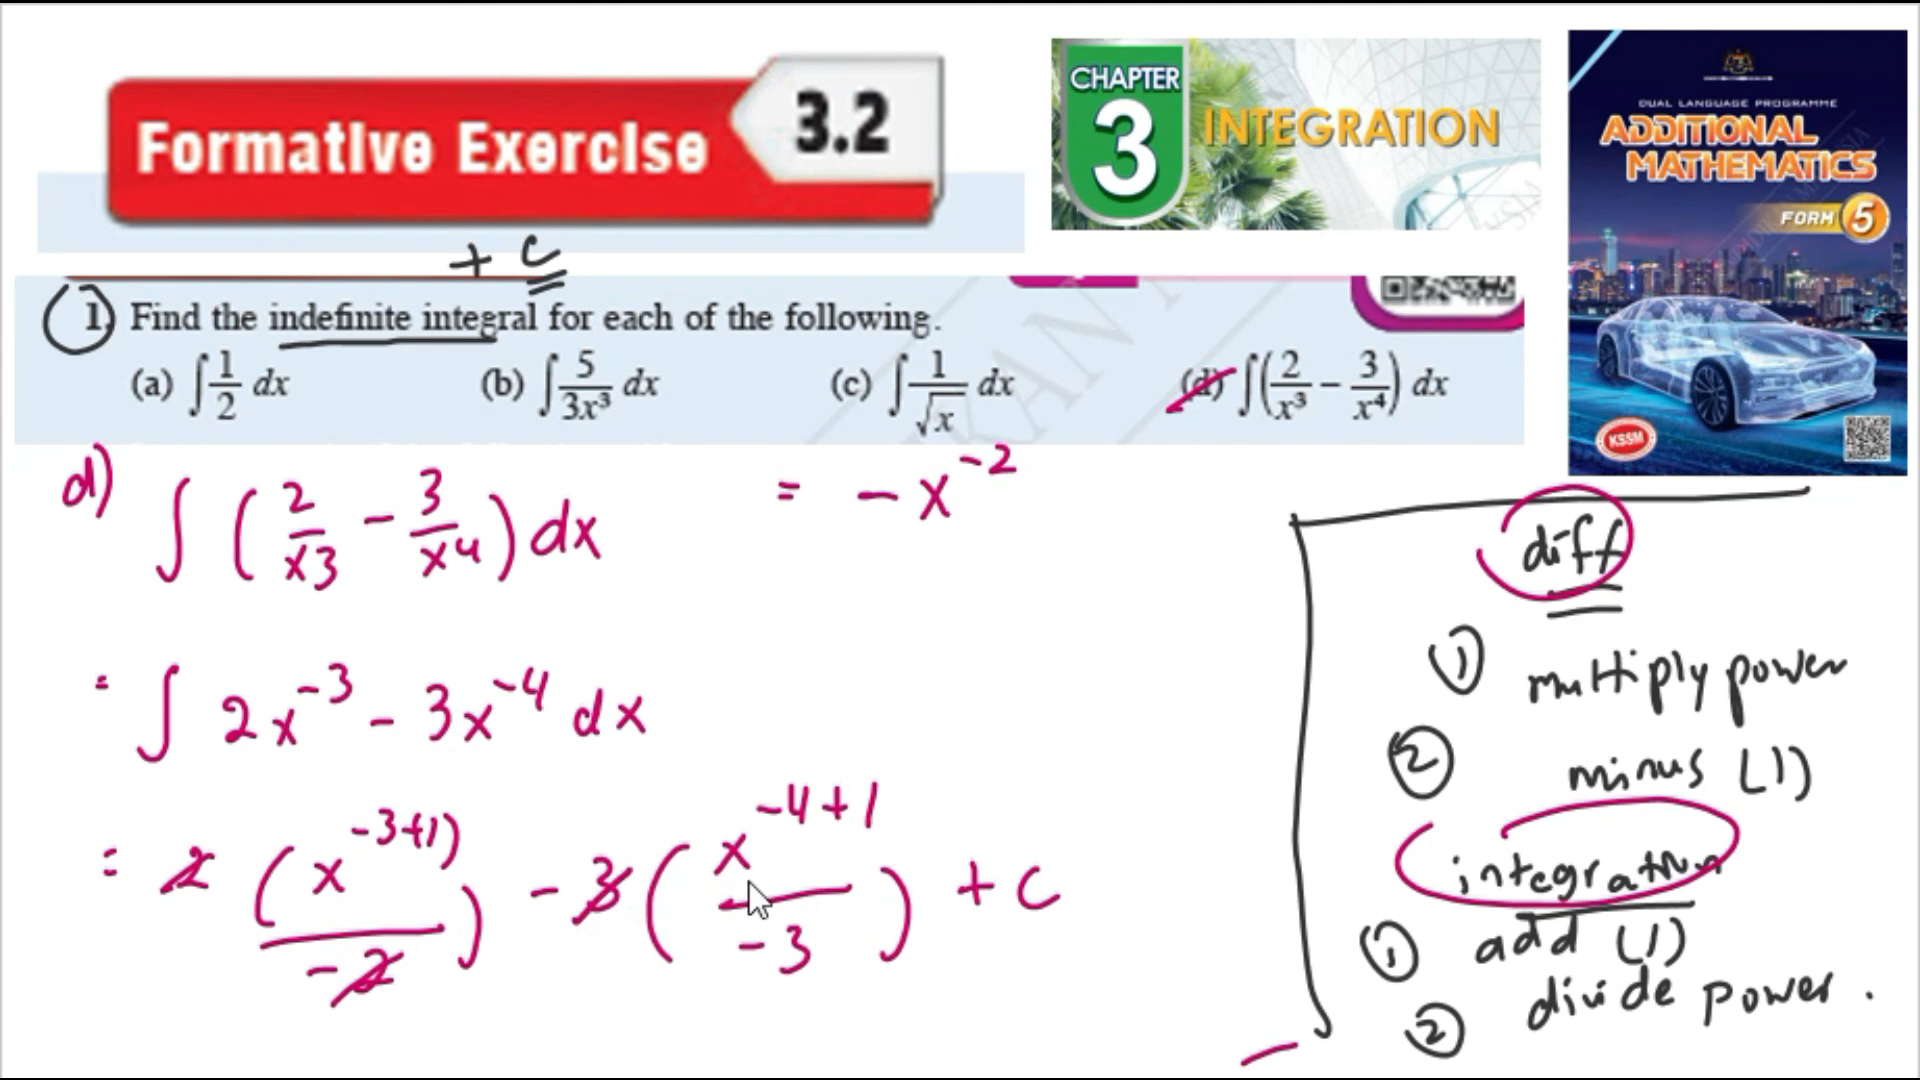 Formative Exercise 3.2
CHAPTER 3 INTEGRATION
DUAL LANGUAGE PROGRAMME
ADDITIONAL
MATHEMATICS
FORM 5
KSSM
+ c
1. Find the indefinite integral for each of the following.
(a) ∫ 1/2 dx (b) ∫ 5/3x³ dx (c) ∫ 1/√x dx (d) ∫(2/x³ − 3/x⁴) dx
d) ∫ (2/x3 − 3/x4) dx
= ∫ 2x⁻³ − 3x⁻⁴ dx
= 2 (x⁻³⁺¹)/−2) − 3 (x⁻⁴⁺¹/−3) + c
= − x⁻²
diff
① multiply power
② minus (1)
integration
① add (1)
② divide power .